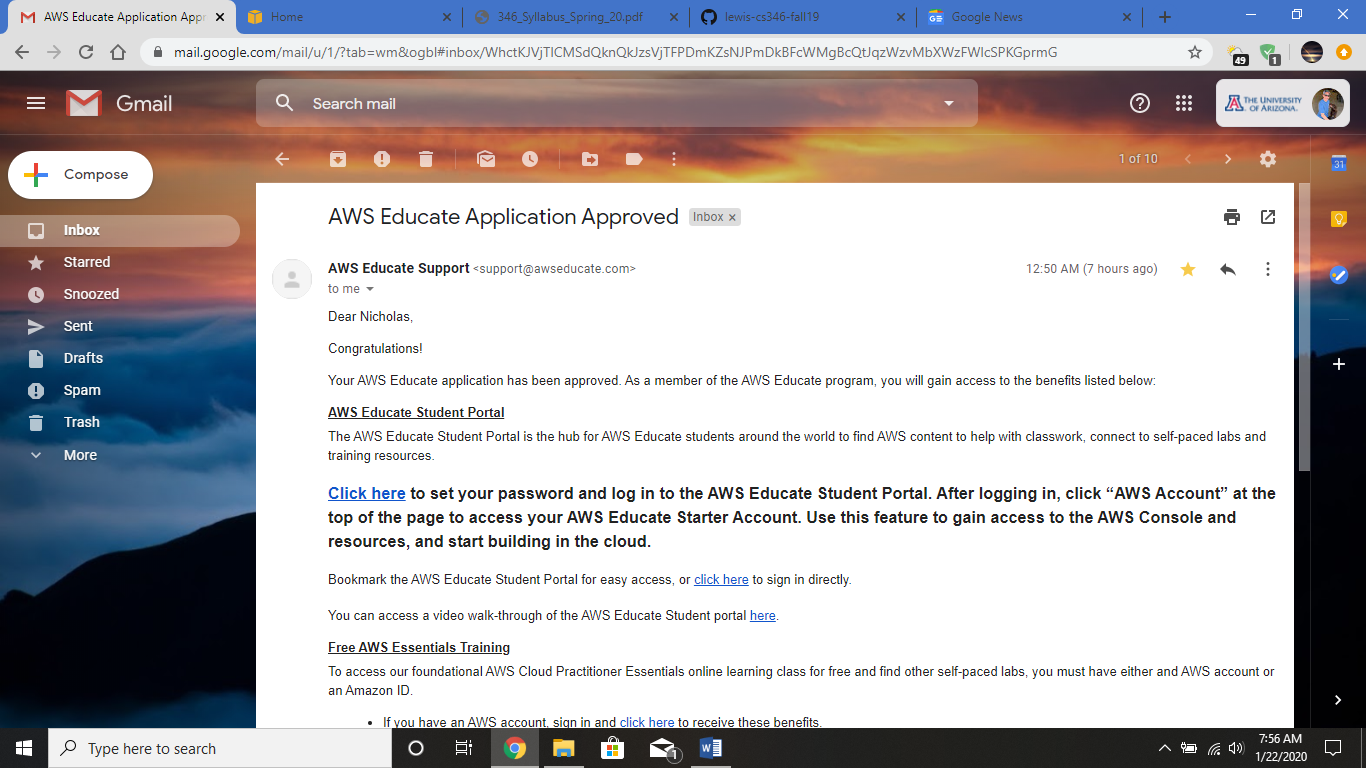 AWS Educate Application Appr
Home
346_Syllabus_Spring_20.pdf
lewis-cs346-fall19
Google News
mail.google.com/mail/u/1/?tab=wm&ogbl#inbox/WhctKJVjTlCMSdQknQkJzsVjTFPDmKZsNJPmDkBFcWMgBcQtJqzWzvMbXWzFWlcSPKGprmG
49
1
Gmail
Search mail
THE UNIVERSITY
OF ARIZONA.
Compose
1 of 10
31
Inbox
Starred
Snoozed
Sent
Drafts
Spam
Trash
More
AWS Educate Application Approved Inbox x
AWS Educate Support <support@awseducate.com> 12:50 AM (7 hours ago)
to me
Dear Nicholas,
Congratulations!
Your AWS Educate application has been approved. As a member of the AWS Educate program, you will gain access to the benefits listed below:
AWS Educate Student Portal
The AWS Educate Student Portal is the hub for AWS Educate students around the world to find AWS content to help with classwork, connect to self-paced labs and
training resources.
Click here to set your password and log in to the AWS Educate Student Portal. After logging in, click “AWS Account” at the
top of the page to access your AWS Educate Starter Account. Use this feature to gain access to the AWS Console and
resources, and start building in the cloud.
Bookmark the AWS Educate Student Portal for easy access, or click here to sign in directly.
You can access a video walk-through of the AWS Educate Student portal here.
Free AWS Essentials Training
To access our foundational AWS Cloud Practitioner Essentials online learning class for free and find other self-paced labs, you must have either and AWS account or
an Amazon ID.
• If you have an AWS account, sign in and click here to receive these benefits.
Type here to search
1
7:56 AM
1/22/2020